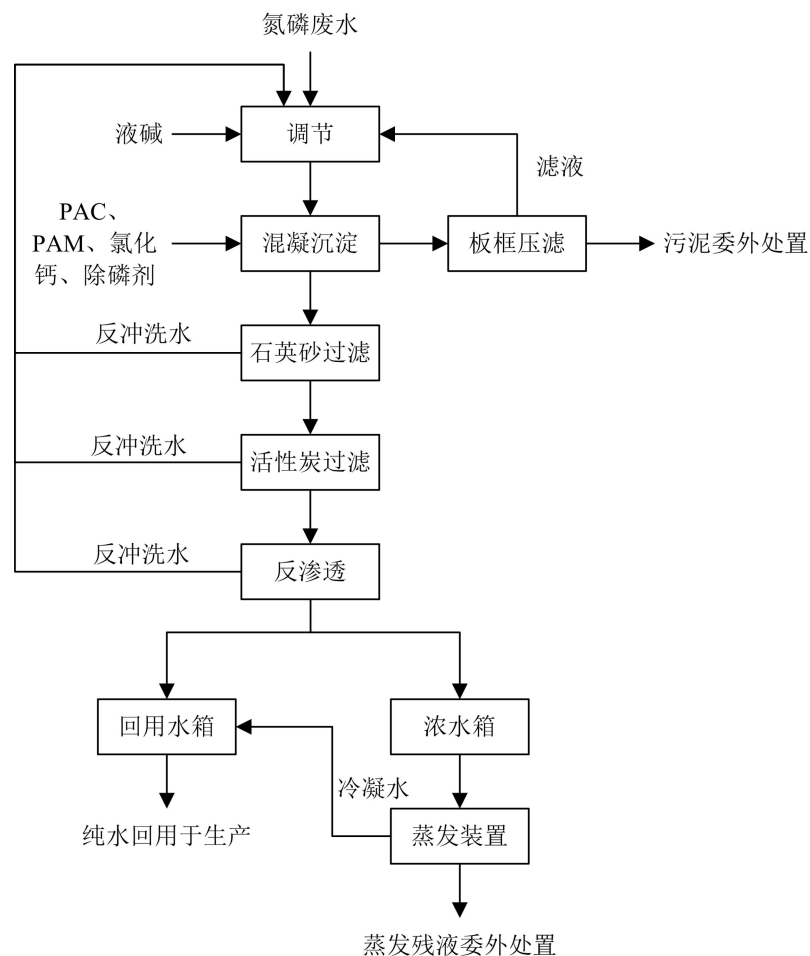 氮磷废水
液碱
调节
滤液
PAC、
PAM、氯化
钙、除磷剂
混凝沉淀
板框压滤
污泥委外处置
反冲洗水
石英砂过滤
反冲洗水
活性炭过滤
反冲洗水
反渗透
回用水箱
浓水箱
冷凝水
纯水回用于生产
蒸发装置
蒸发残液委外处置